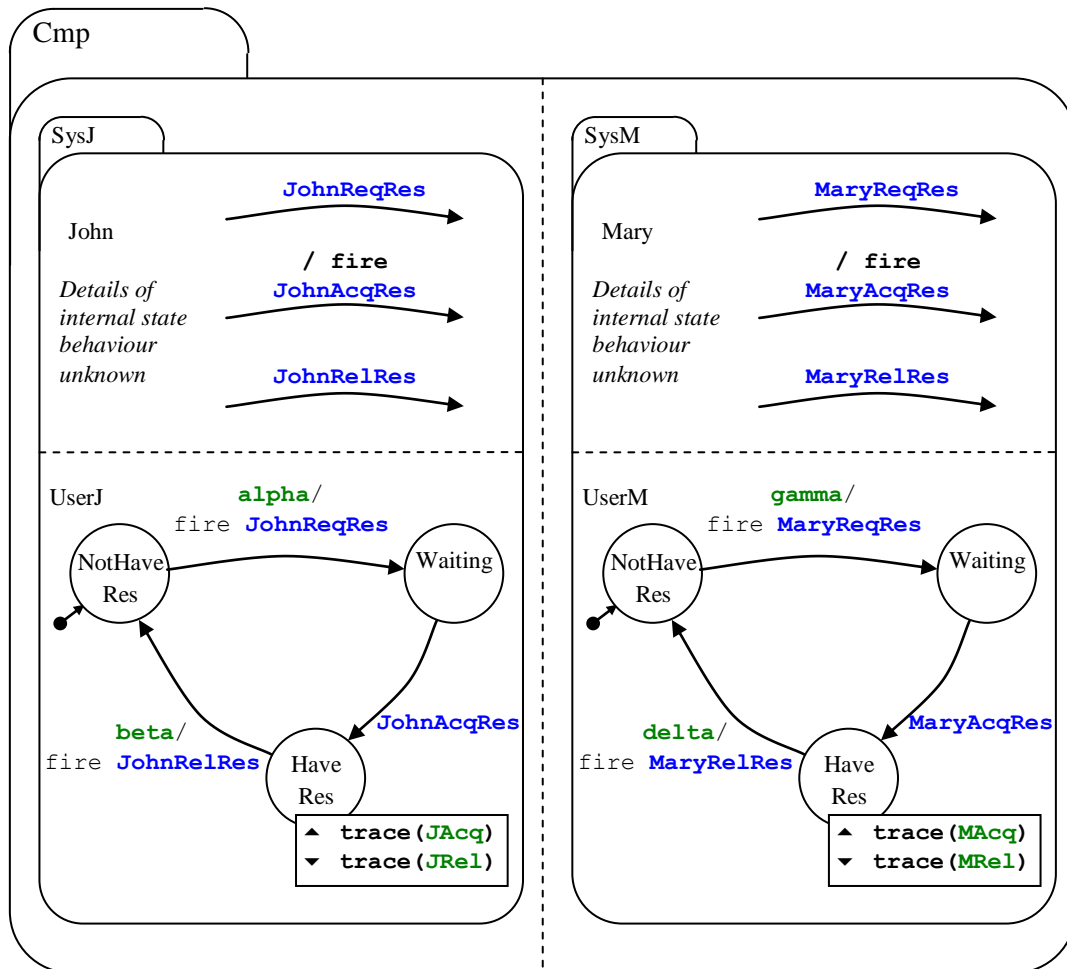 Cmp
SysJ
JohnReqRes
John
/ fire
JohnAcqRes
Details of
internal state
behaviour
unknown
JohnRelRes
UserJ
alpha/
fire JohnReqRes
NotHave
Res
Waiting
JohnAcqRes
beta/
fire JohnRelRes
Have
Res
trace(JAcq)
trace(JRel)
SysM
MaryReqRes
Mary
/ fire
MaryAcqRes
Details of
internal state
behaviour
unknown
MaryRelRes
UserM
gamma/
fire MaryReqRes
NotHave
Res
Waiting
MaryAcqRes
delta/
fire MaryRelRes
Have
Res
trace(MAcq)
trace(MRel)